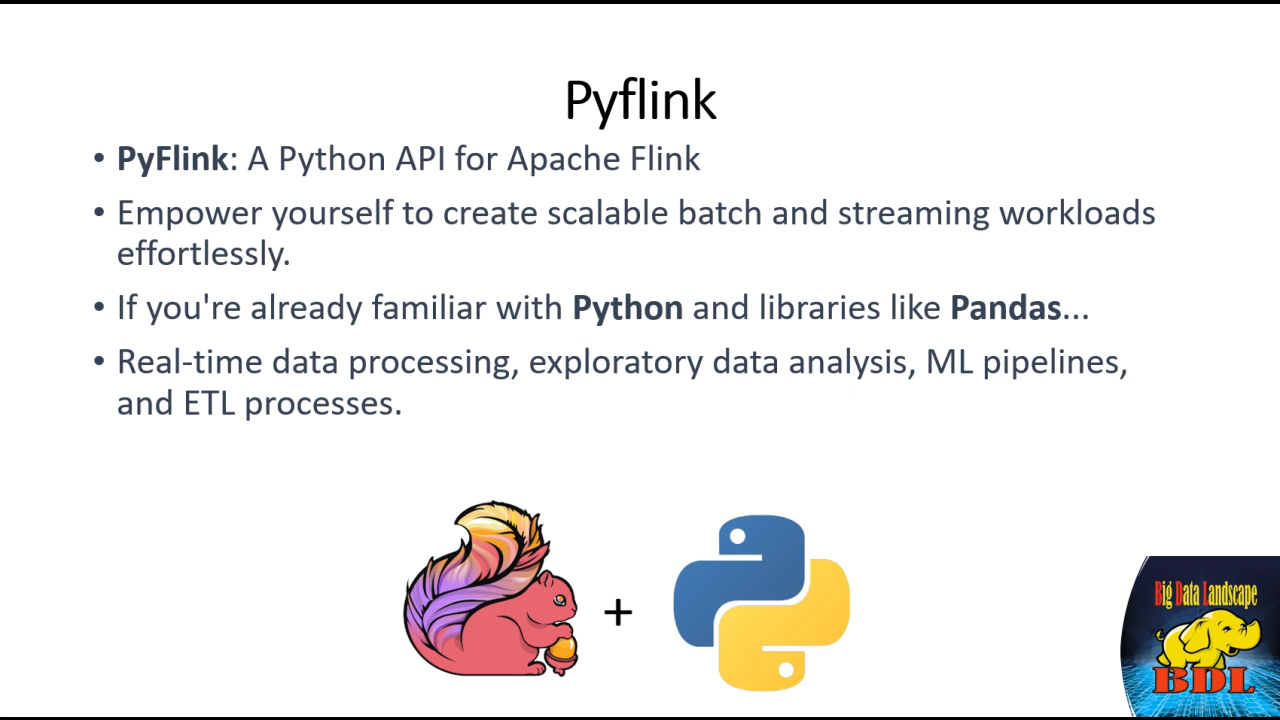 Pyflink
• PyFlink: A Python API for Apache Flink
• Empower yourself to create scalable batch and streaming workloads
effortlessly.
• If you're already familiar with Python and libraries like Pandas...
• Real-time data processing, exploratory data analysis, ML pipelines,
and ETL processes.
+
Big Data Landscape
BDL